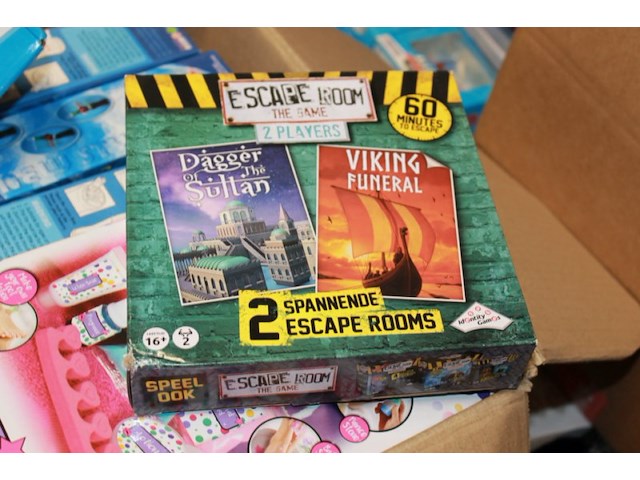 ESCAPE ROOM
THE GAME
2 PLAYERS
60
MINUTES
TO ESCAPE
Dagger
of The
Sultan
VIKING
FUNERAL
2 SPANNENDE
ESCAPE ROOMS
identity
Games
16+
2
SPEEL
OOK
ESCAPE ROOM
THE GAME